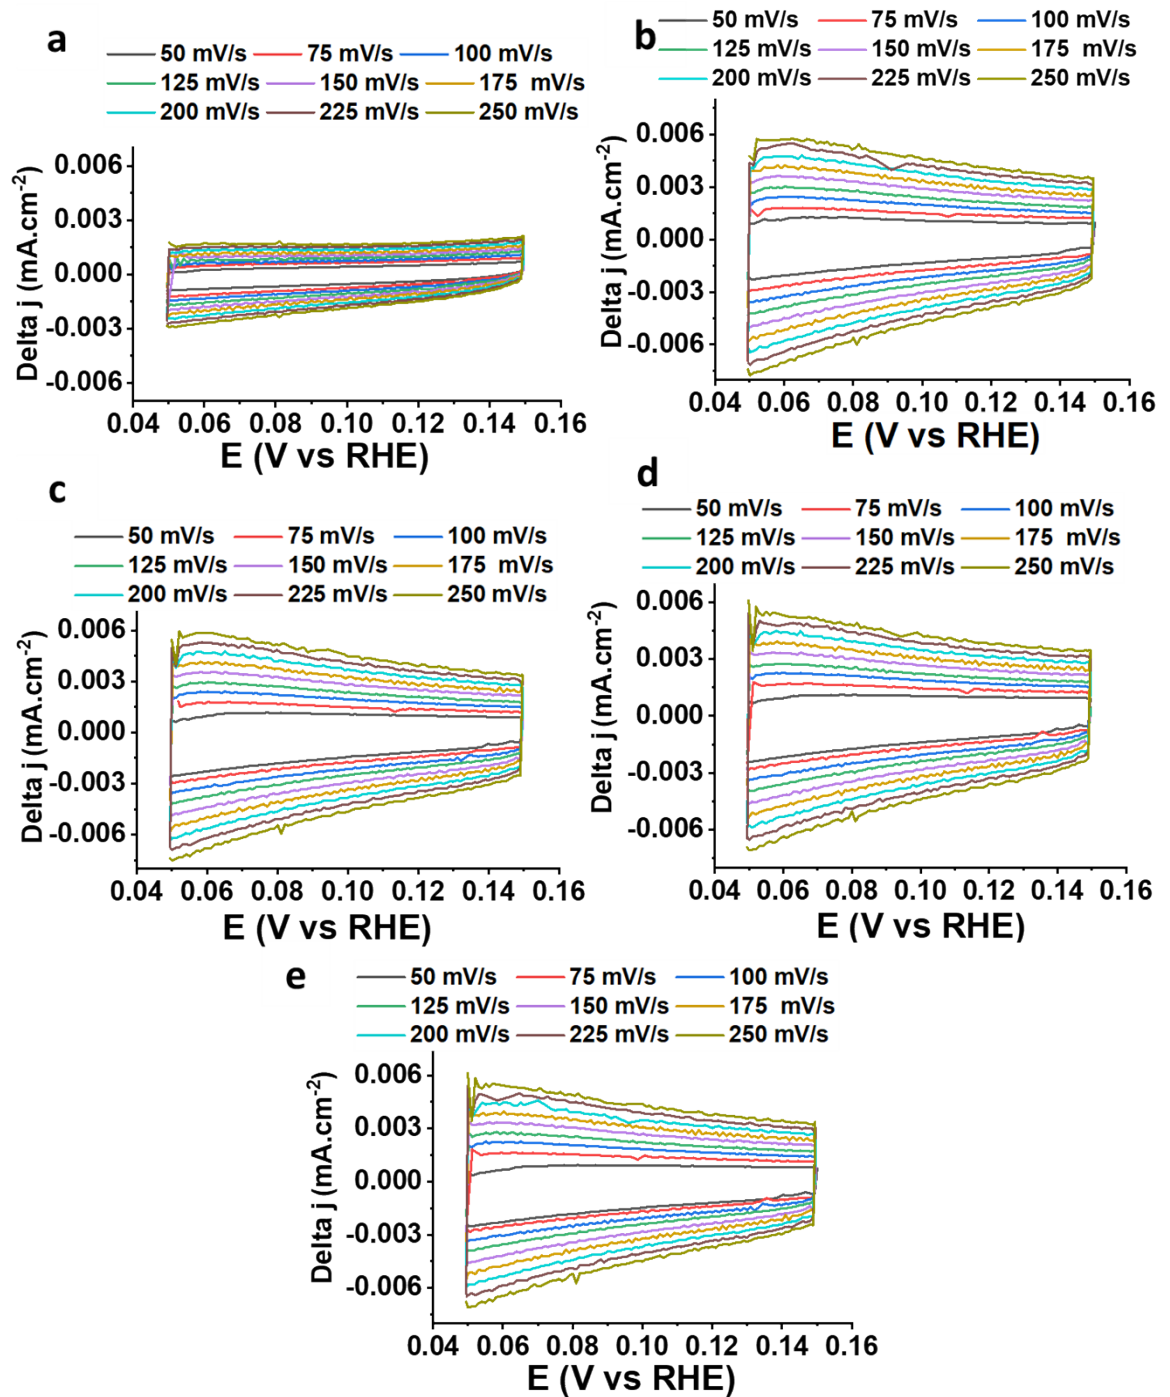 a
50 mV/s 75 mV/s 100 mV/s
125 mV/s 150 mV/s 175 mV/s
200 mV/s 225 mV/s 250 mV/s
0.006
0.003
0.000
-0.003
-0.006
Delta j (mA.cm-2)
0.04 0.06 0.08 0.10 0.12 0.14 0.16
E (V vs RHE)
b
50 mV/s 75 mV/s 100 mV/s
125 mV/s 150 mV/s 175 mV/s
200 mV/s 225 mV/s 250 mV/s
0.006
0.003
0.000
-0.003
-0.006
Delta j (mA.cm-2)
0.04 0.06 0.08 0.10 0.12 0.14 0.16
E (V vs RHE)
c
50 mV/s 75 mV/s 100 mV/s
125 mV/s 150 mV/s 175 mV/s
200 mV/s 225 mV/s 250 mV/s
0.006
0.003
0.000
-0.003
-0.006
Delta j (mA.cm-2)
0.04 0.06 0.08 0.10 0.12 0.14 0.16
E (V vs RHE)
d
50 mV/s 75 mV/s 100 mV/s
125 mV/s 150 mV/s 175 mV/s
200 mV/s 225 mV/s 250 mV/s
0.006
0.003
0.000
-0.003
-0.006
Delta j (mA.cm-2)
0.04 0.06 0.08 0.10 0.12 0.14 0.16
E (V vs RHE)
e
50 mV/s 75 mV/s 100 mV/s
125 mV/s 150 mV/s 175 mV/s
200 mV/s 225 mV/s 250 mV/s
0.006
0.003
0.000
-0.003
-0.006
Delta j (mA.cm-2)
0.04 0.06 0.08 0.10 0.12 0.14 0.16
E (V vs RHE)